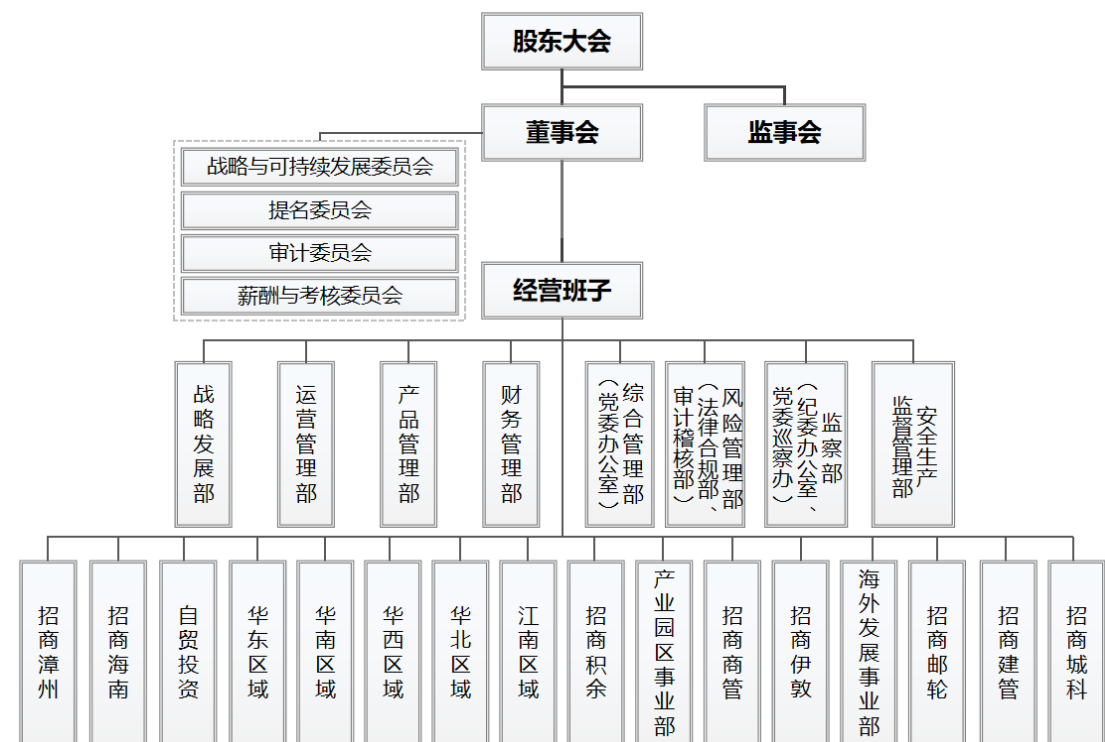 股东大会
董事会
监事会
战略与可持续发展委员会
提名委员会
审计委员会
薪酬与考核委员会
经营班子
战略发展部
运营管理部
产品管理部
财务管理部
综合管理部
（党委办公室）
风险管理部
（法律合规部、
审计稽核部）
监察部
（纪委办公室、
党委巡察办）
安全生产
监督管理部
招商漳州
招商海南
自贸投资
华东区域
华南区域
华西区域
华北区域
江南区域
招商积余
产业园区事业部
招商商管
招商伊敦
海外发展事业部
招商邮轮
招商建管
招商城科